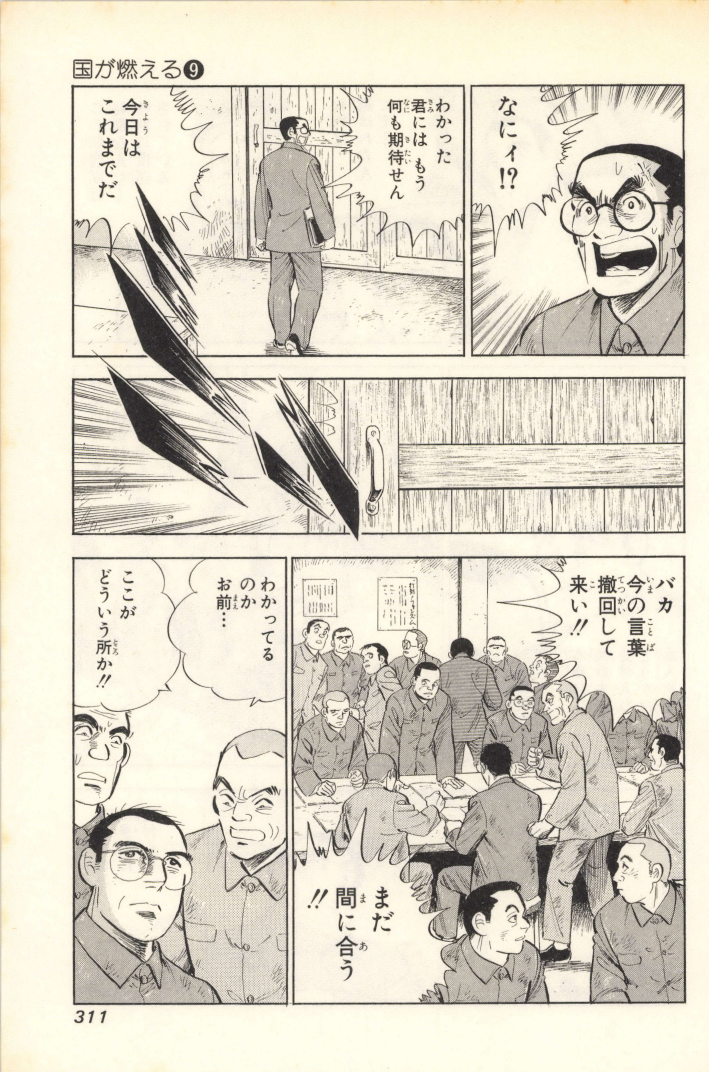 国が燃える❾
なにィ!?
わかった
君には もう
何も期待せん
今日は
これまでだ
バカ
今の言葉
撤回して
来い!!
まだ
間に合う
!!
わかってる
のか
お前…
ここが
どういう所か!!
311